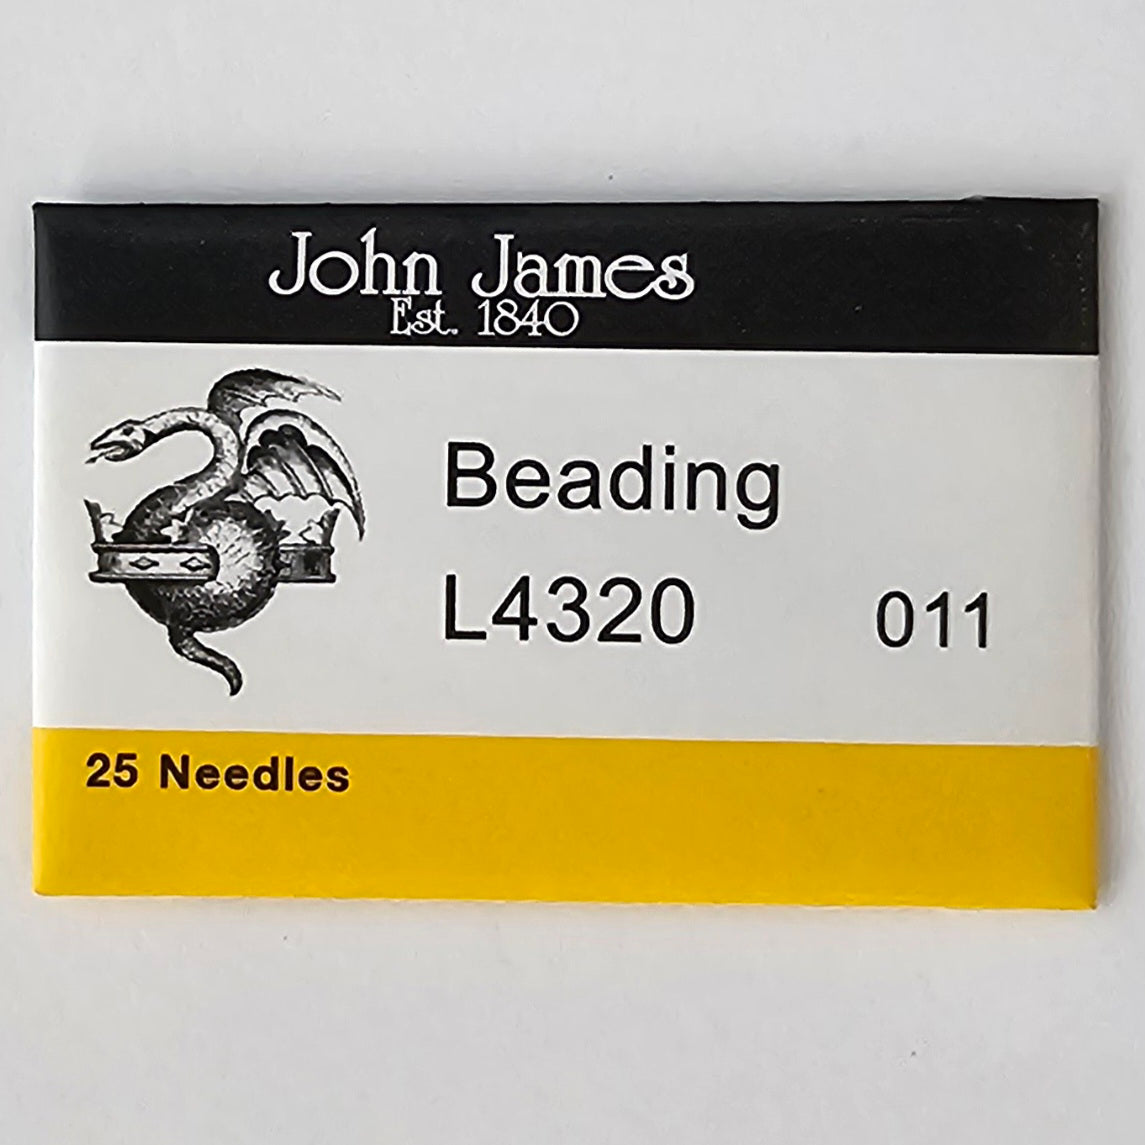 John James
Est. 1840
Beading
L4320 011
25 Needles